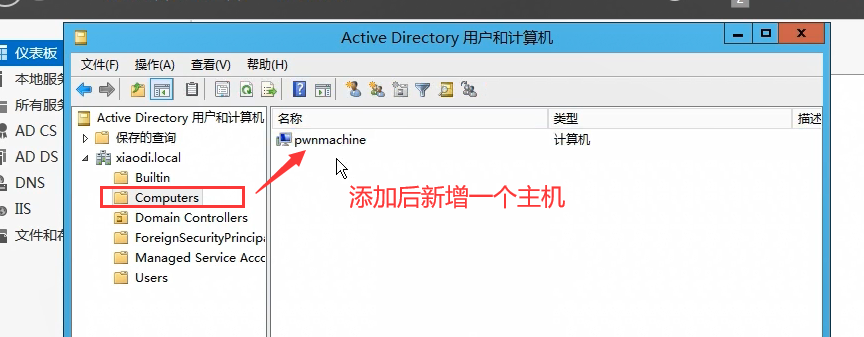 2
Active Directory 用户和计算机
文件(F) 操作(A) 查看(V) 帮助(H)
仪表板
本地服务
所有服务
AD CS
AD DS
DNS
IIS
文件和存
Active Directory 用户和计算机
保存的查询
xiaodi.local
Builtin
Computers
Domain Controllers
ForeignSecurityPrincipa
Managed Service Acco
Users
名称 类型 描述
pwnmachine 计算机
添加后新增一个主机